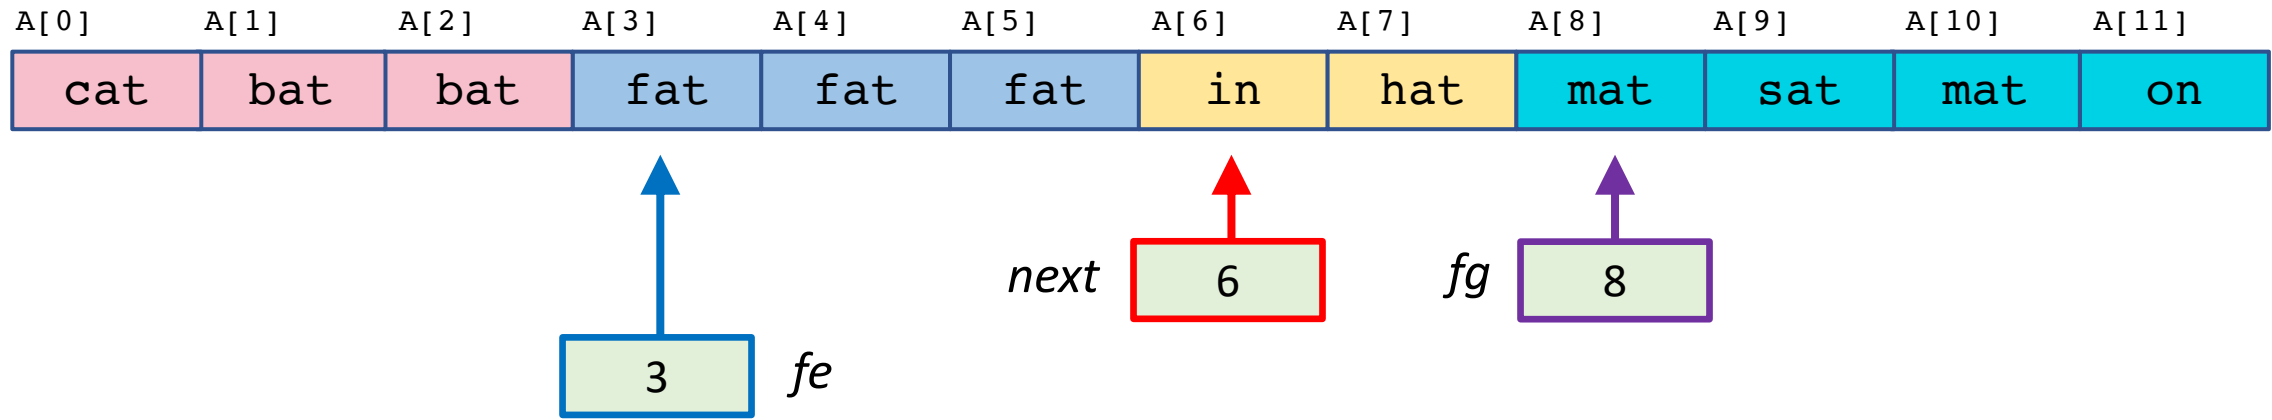 A[0] A[1] A[2] A[3] A[4] A[5] A[6] A[7] A[8] A[9] A[10] A[11]
cat bat bat fat fat fat in hat mat sat mat on
next 6 fg 8
3 fe